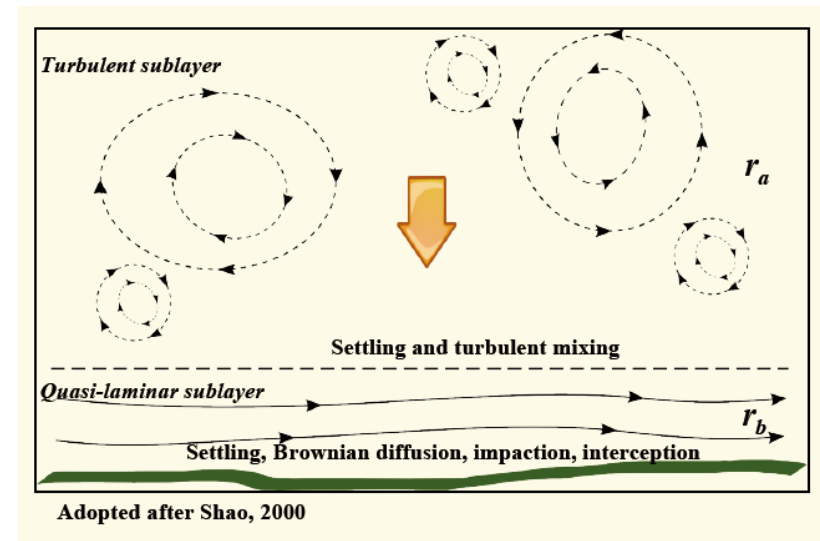 Turbulent sublayer
r_a
Settling and turbulent mixing
Quasi-laminar sublayer
r_b
Settling, Brownian diffusion, impaction, interception
Adopted after Shao, 2000